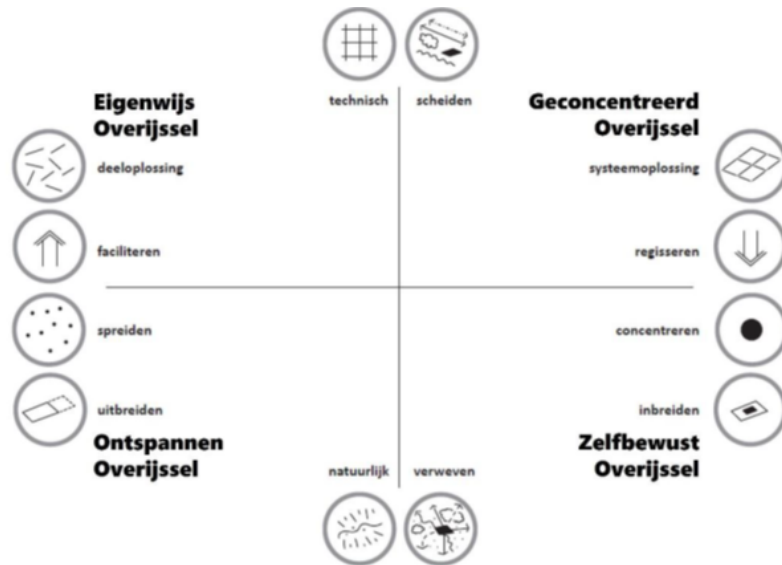 technisch
scheiden
Eigenwijs
Overijssel
Geconcentreerd
Overijssel
deeloplossing
systeemoplossing
faciliteren
regisseren
spreiden
concentreren
uitbreiden
inbreiden
Ontspannen
Overijssel
natuurlijk
verweven
Zelfbewust
Overijssel